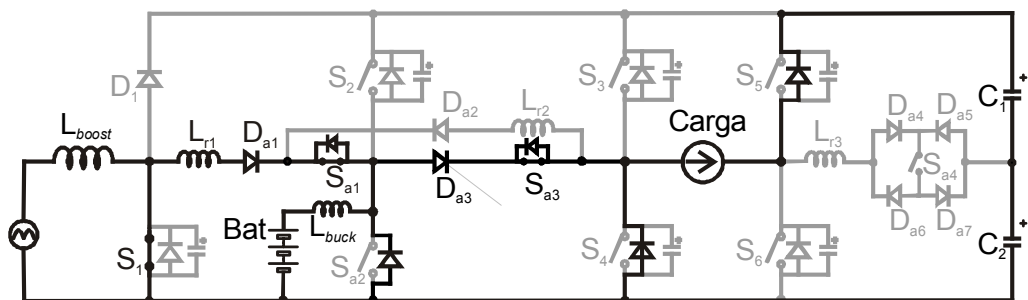 S2
S3
S5
D1
Da2
Lr2
C1
Lboost
Lr1
Da1
Carga
Da4
Da5
Lr3
Sa1
Da3
Sa3
Sa4
Bat
Lbuck
Da6
Da7
S1
Sa2
S4
S6
C2